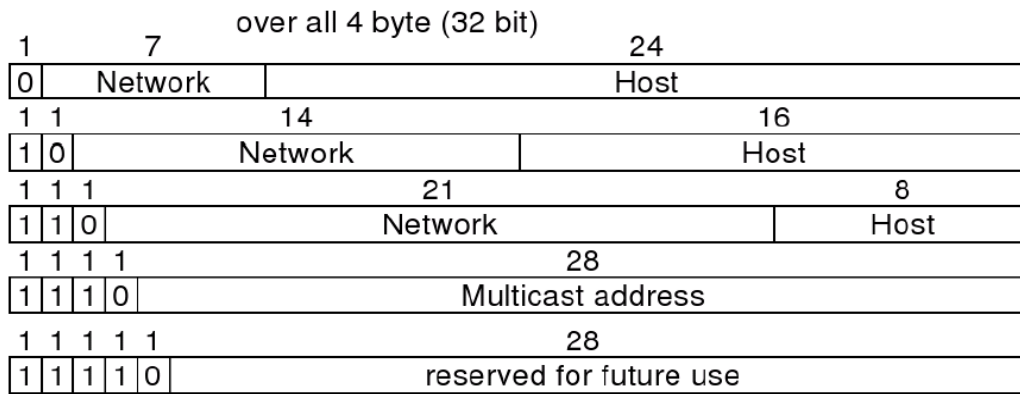 over all 4 byte (32 bit)
1 7 24
0 Network Host
1 1 14 16
1 0 Network Host
1 1 1 21 8
1 1 0 Network Host
1 1 1 1 28
1 1 1 0 Multicast address
1 1 1 1 1 28
1 1 1 1 0 reserved for future use